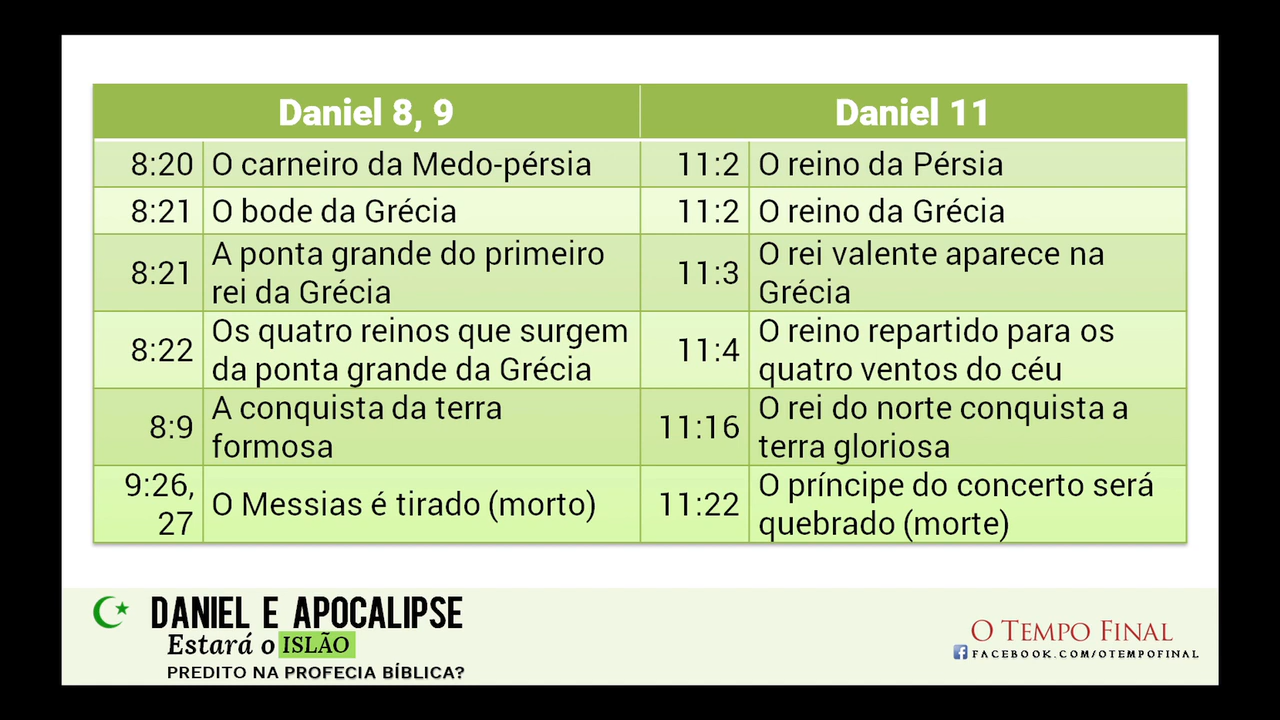 Daniel 8, 9 Daniel 11
8:20 O carneiro da Medo-pérsia 11:2 O reino da Pérsia
8:21 O bode da Grécia 11:2 O reino da Grécia
8:21 A ponta grande do primeiro
rei da Grécia
11:3 O rei valente aparece na
Grécia
8:22 Os quatro reinos que surgem
da ponta grande da Grécia
11:4 O reino repartido para os
quatro ventos do céu
8:9 A conquista da terra
formosa
11:16 O rei do norte conquista a
terra gloriosa
9:26,
27 O Messias é tirado (morto)
11:22 O príncipe do concerto será
quebrado (morte)
DANIEL E APOCALIPSE
Estará o ISLÃO
PREDITO NA PROFECIA BÍBLICA?
O TEMPO FINAL
FACEBOOK.COM/OTEMPOFINAL